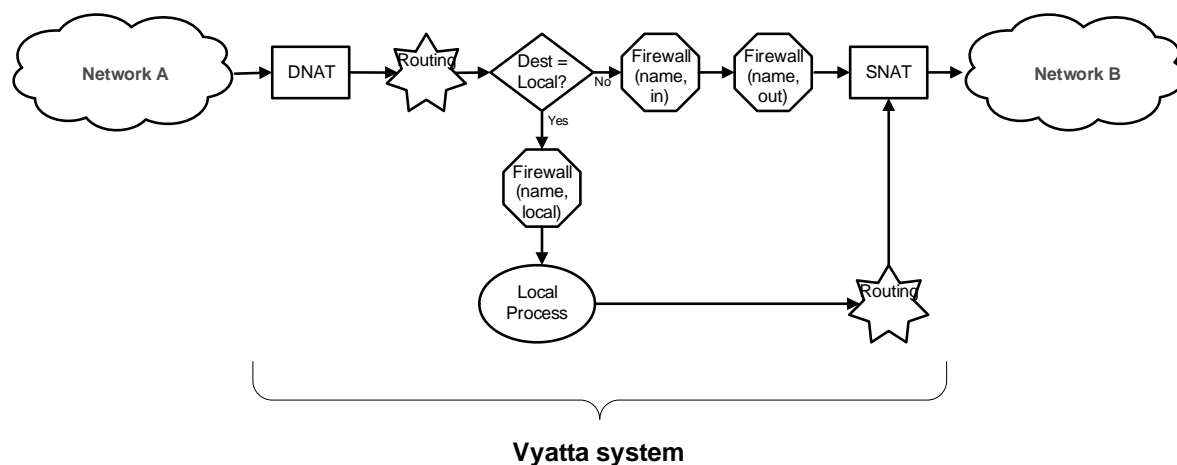 Network A
DNAT
Routing
Dest =
Local?
No
Yes
Firewall
(name,
in)
Firewall
(name,
out)
SNAT
Network B
Firewall
(name,
local)
Local
Process
Routing
Vyatta system